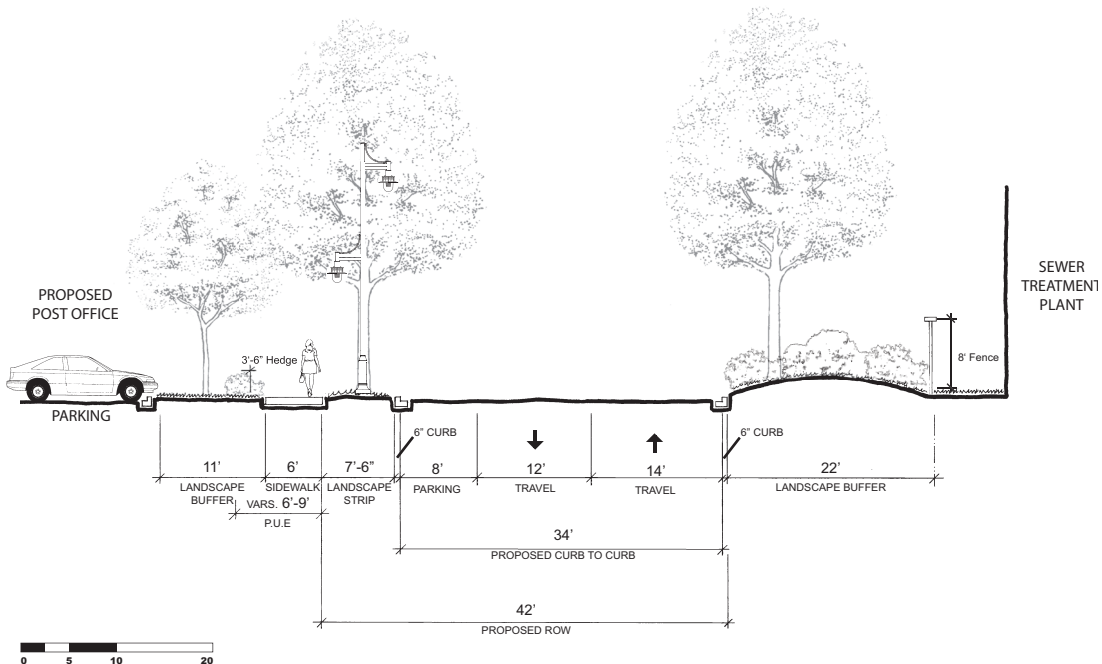 PROPOSED
POST OFFICE
SEWER
TREATMENT
PLANT
3'-6" Hedge
8' Fence
PARKING
6" CURB
6" CURB
11'
6'
7'-6"
8'
12'
14'
22'
LANDSCAPE
BUFFER
SIDEWALK
LANDSCAPE
STRIP
PARKING
TRAVEL
TRAVEL
LANDSCAPE BUFFER
VARS. 6'-9'
P.U.E
34'
PROPOSED CURB TO CURB
42'
PROPOSED ROW
0 5 10 20